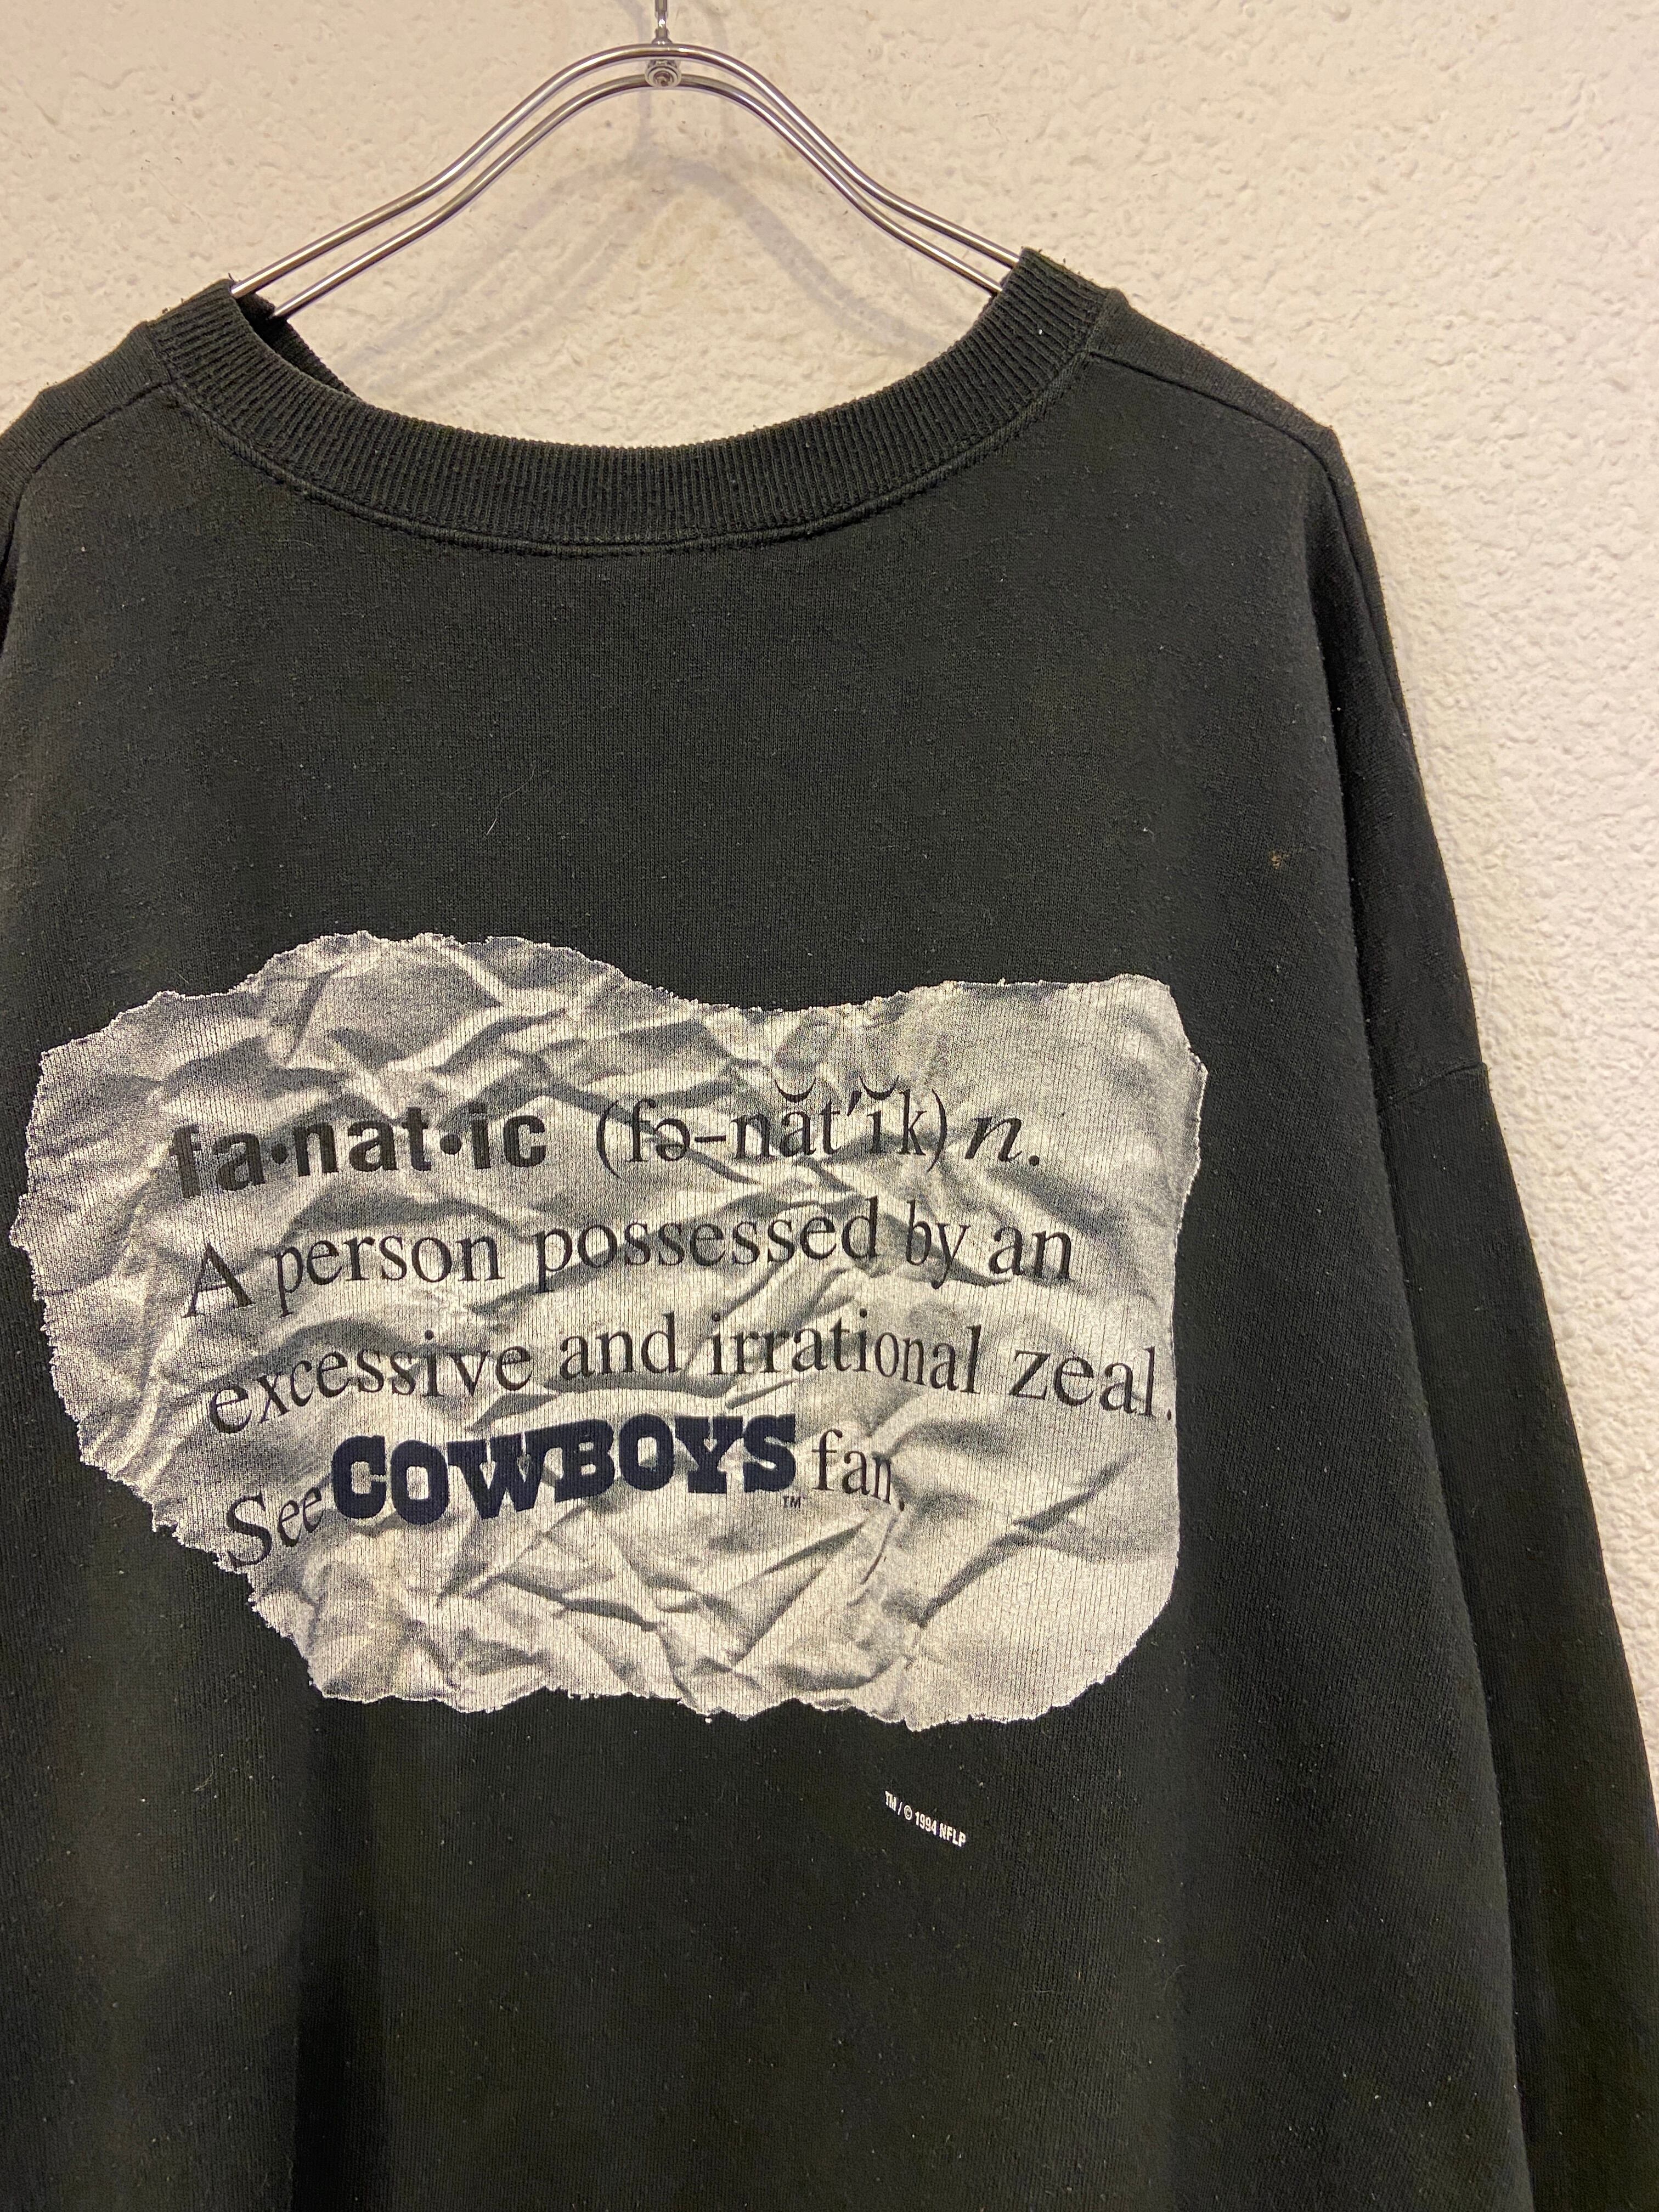 fa·nat·ic (fə-năt′ĭk) n.
A person possessed by an
excessive and irrational zeal.
See COWBOYS™ fan.
TM / © 1994 NFLP